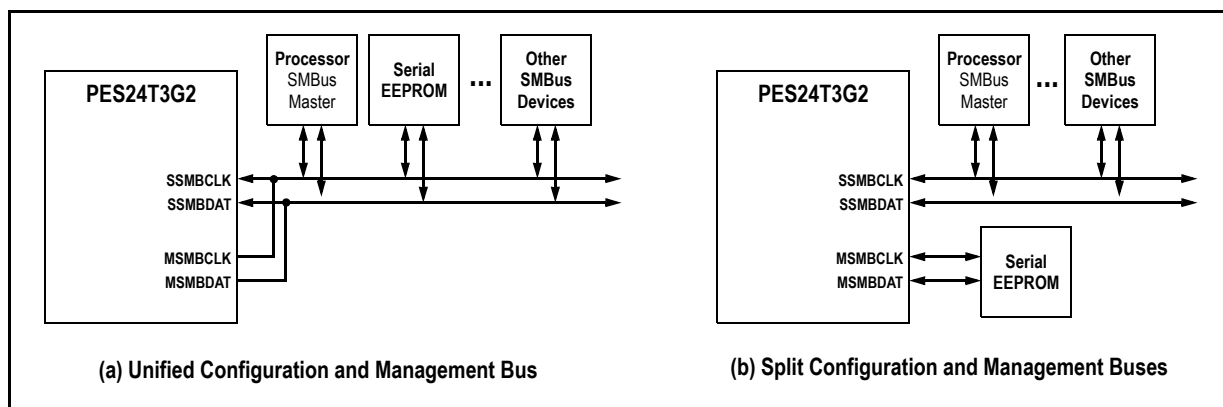 PES24T3G2
Processor
SMBus
Master
Serial
EEPROM
...
Other
SMBus
Devices
SSMBCLK
SSMBDAT
MSMBCLK
MSMBDAT
(a) Unified Configuration and Management Bus
PES24T3G2
Processor
SMBus
Master
...
Other
SMBus
Devices
SSMBCLK
SSMBDAT
MSMBCLK
MSMBDAT
Serial
EEPROM
(b) Split Configuration and Management Buses